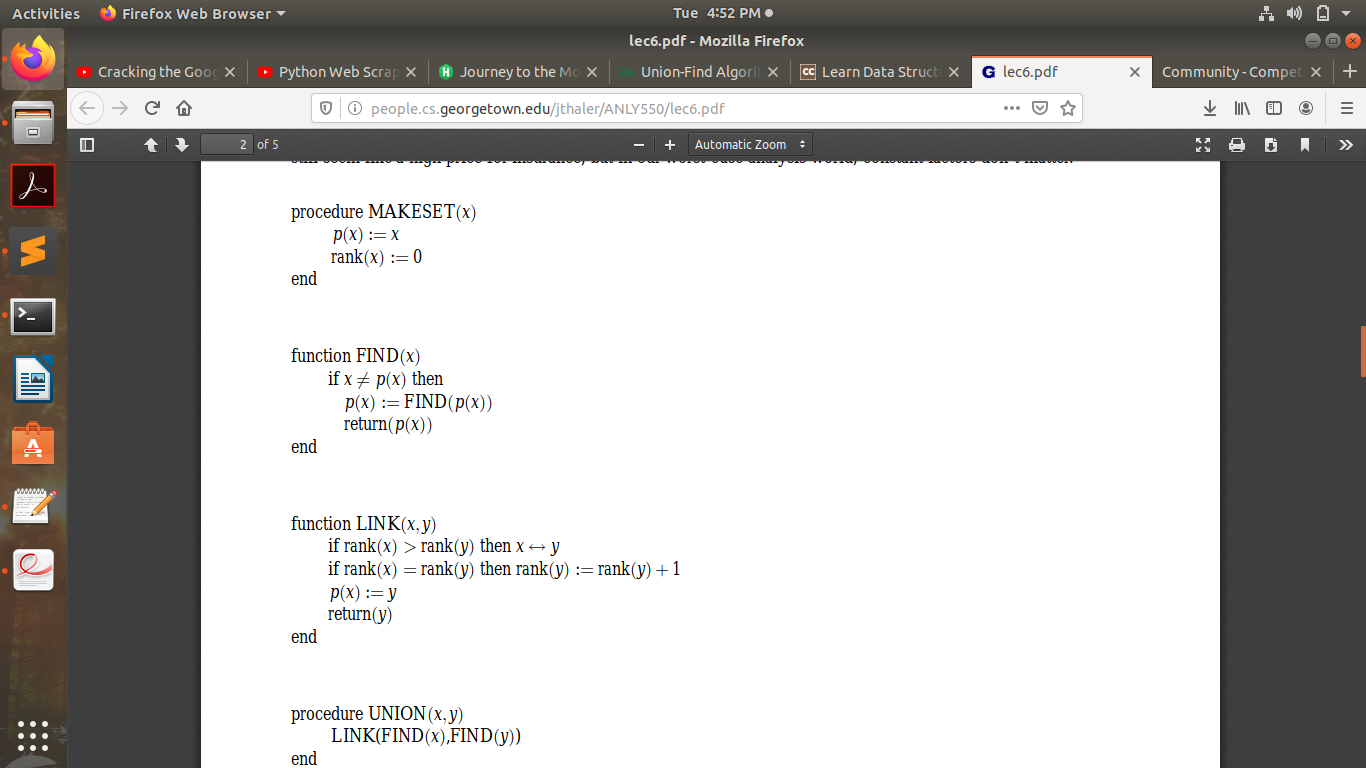 Activities Firefox Web Browser Tue 4:52 PM
lec6.pdf - Mozilla Firefox
Cracking the Goog Python Web Scrap Journey to the Mo Union-Find Algorit Learn Data Struct lec6.pdf Community - Compet
people.cs.georgetown.edu/jthaler/ANLY550/lec6.pdf
2 of 5 Automatic Zoom
procedure MAKESET(x)
p(x) := x
rank(x) := 0
end
function FIND(x)
if x ≠ p(x) then
p(x) := FIND(p(x))
return(p(x))
end
function LINK(x,y)
if rank(x) > rank(y) then x ↔ y
if rank(x) = rank(y) then rank(y) := rank(y) + 1
p(x) := y
return(y)
end
procedure UNION(x,y)
LINK(FIND(x),FIND(y))
end